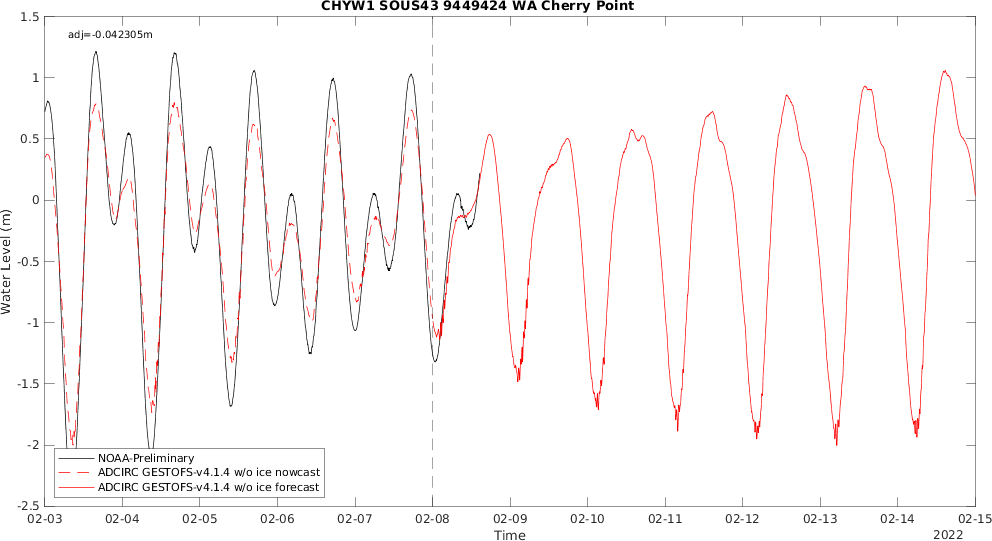 CHYW1 SOUS43 9449424 WA Cherry Point
adj=-0.042305m
1.5
1
0.5
0
-0.5
-1
-1.5
-2
-2.5
Water Level (m)
NOAA-Preliminary
ADCIRC GESTOFS-v4.1.4 w/o ice nowcast
ADCIRC GESTOFS-v4.1.4 w/o ice forecast
02-03 02-04 02-05 02-06 02-07 02-08 02-09 02-10 02-11 02-12 02-13 02-14 02-15
Time
2022